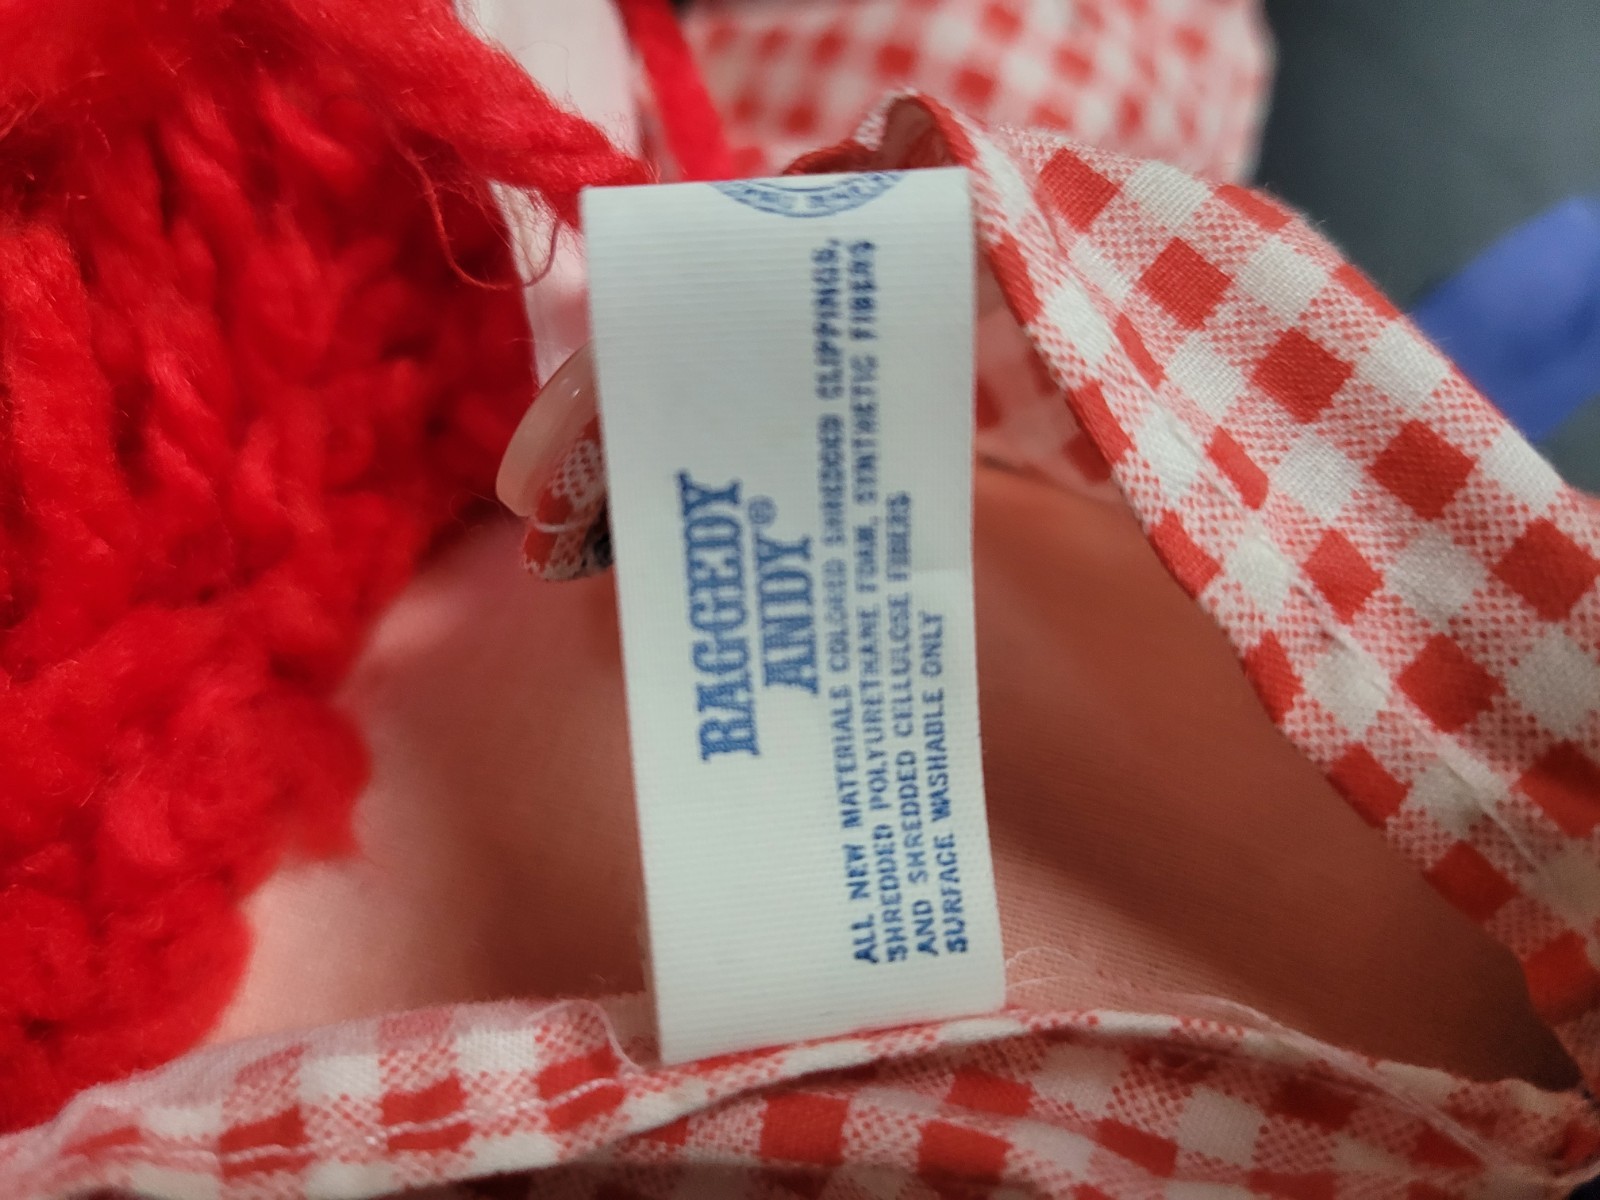 RAGGEDY
ANDY®
ALL NEW MATERIALS COLORED SHREDDED CLIPPINGS,
SHREDDED POLYURETHANE FOAM, SYNTHETIC FIBERS
AND SHREDDED CELLULOSE FIBERS
SURFACE WASHABLE ONLY